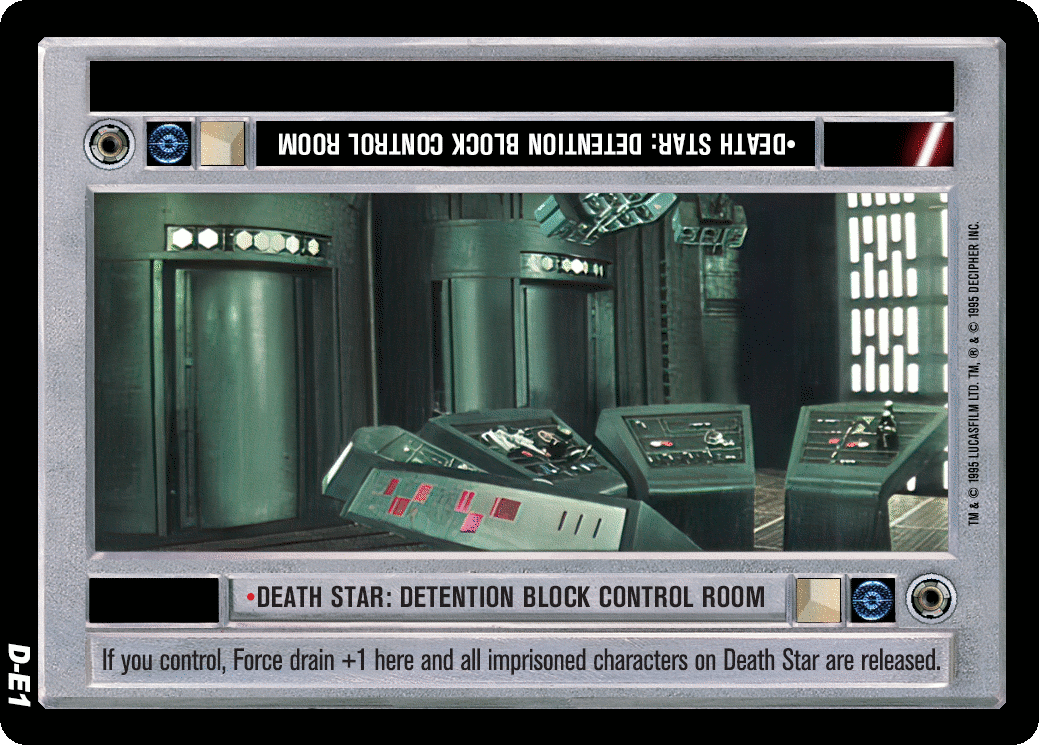 •DEATH STAR: DETENTION BLOCK CONTROL ROOM
TM & © 1995 LUCASFILM LTD. TM, ® & © 1995 DECIPHER INC.
•DEATH STAR: DETENTION BLOCK CONTROL ROOM
If you control, Force drain +1 here and all imprisoned characters on Death Star are released.
D-E1